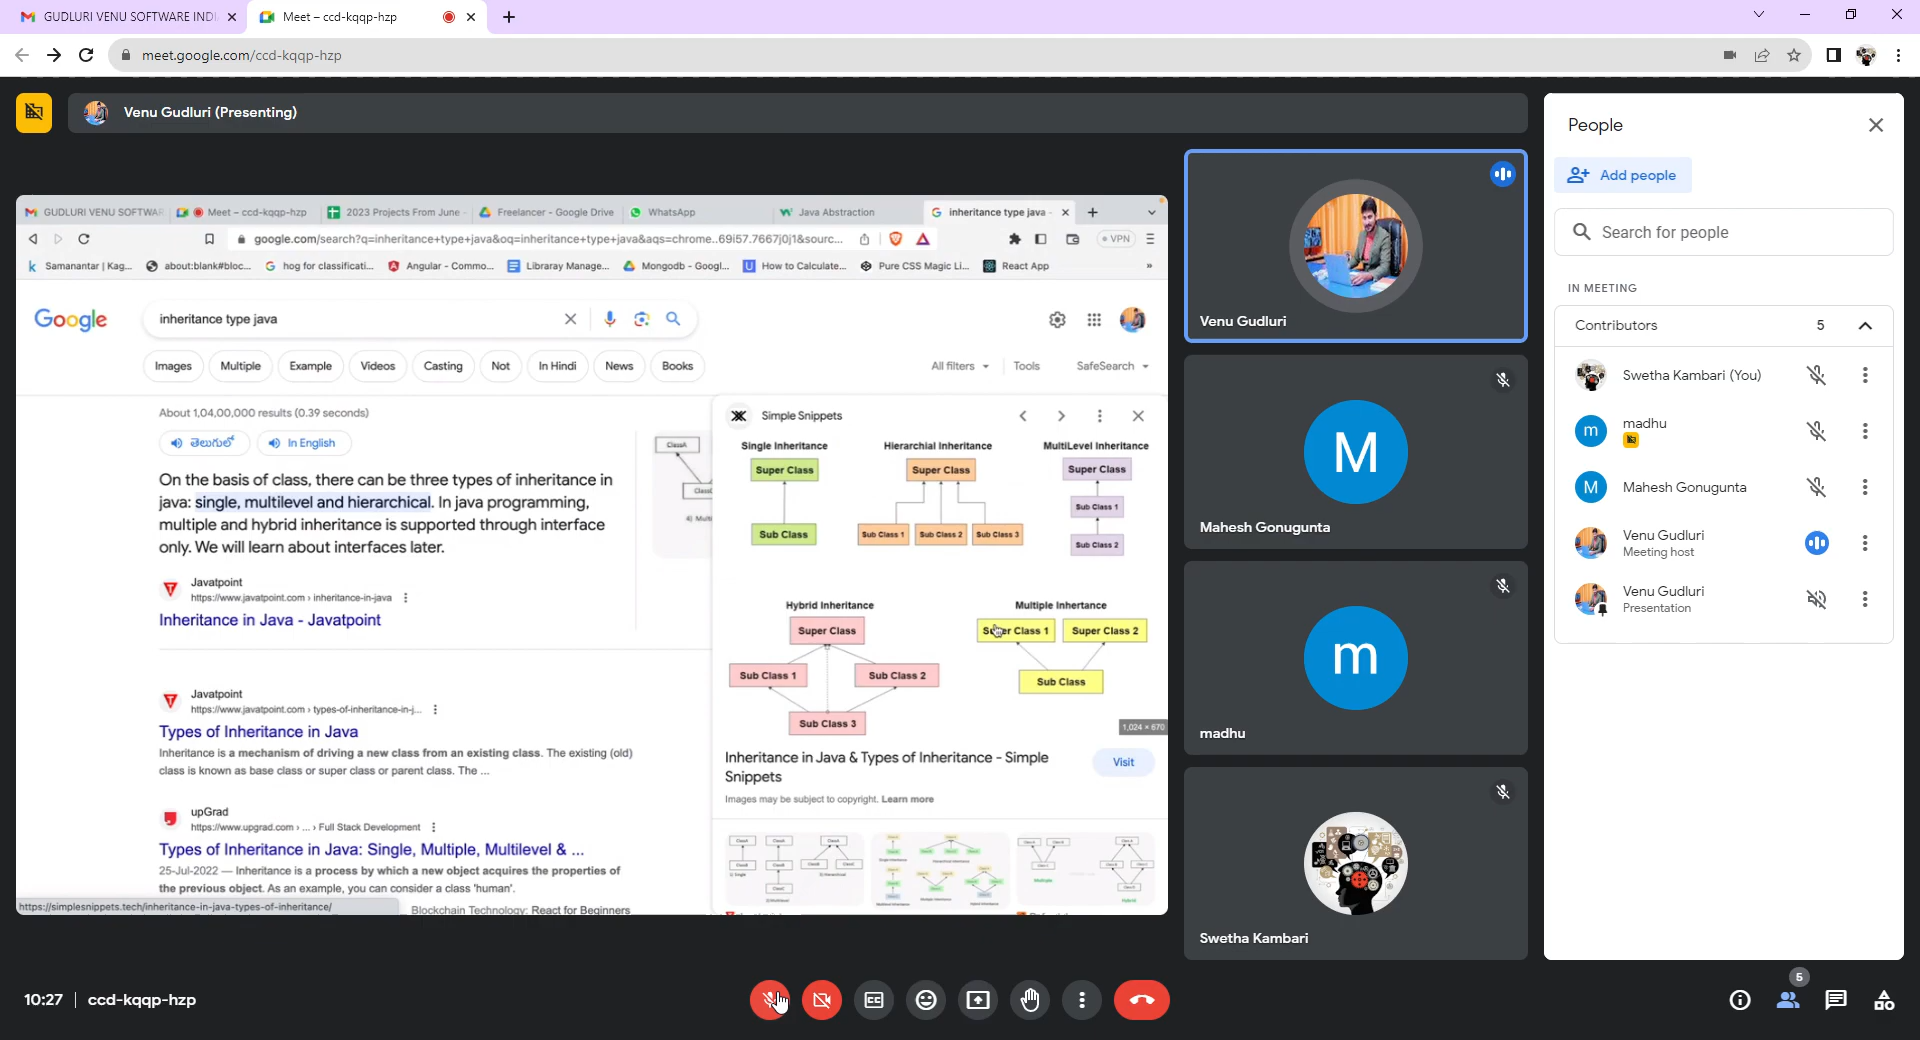 GUDLURI VENU SOFTWARE INDI
Meet – ccd-kqqp-hzp
meet.google.com/ccd-kqqp-hzp
Venu Gudluri (Presenting)
GUDLURI VENU SOFTWAR
Meet – ccd-kqqp-hzp
2023 Projects From June -
Freelancer - Google Drive
WhatsApp
Java Abstraction
inheritance type java -
google.com/search?q=inheritance+type+java&oq=inheritance+type+java&aqs=chrome..69i57.7667j0j1&sourc...
VPN
Samanantar | Kag...
about:blank#bloc...
hog for classificati...
Angular - Commo...
Libraray Manage...
Mongodb - Googl...
How to Calculate...
Pure CSS Magic Li...
React App
»
Google
inheritance type java
Images
Multiple
Example
Videos
Casting
Not
In Hindi
News
Books
All filters
Tools
SafeSearch
About 1,04,00,000 results (0.39 seconds)
తెలుగులో
In English
On the basis of class, there can be three types of inheritance in
java: single, multilevel and hierarchical. In java programming,
multiple and hybrid inheritance is supported through interface
only. We will learn about interfaces later.
ClassA
Javatpoint
https://www.javatpoint.com › inheritance-in-java
Inheritance in Java - Javatpoint
Javatpoint
https://www.javatpoint.com › types-of-inheritance-in-j...
Types of Inheritance in Java
Inheritance is a mechanism of driving a new class from an existing class. The existing (old)
class is known as base class or super class or parent class. The ...
upGrad
https://www.upgrad.com › ... › Full Stack Development
Types of Inheritance in Java: Single, Multiple, Multilevel & ...
25-Jul-2022 — Inheritance is a process by which a new object acquires the properties of
the previous object. As an example, you can consider a class 'human'.
https://simplesnippets.tech/inheritance-in-java-types-of-inheritance/
Blockchain Technology· React for Beginners
Simple Snippets
Single Inheritance
Super Class
Sub Class
Hierarchial Inheritance
Super Class
Sub Class 1
Sub Class 2
Sub Class 3
MultiLevel Inheritance
Super Class
Sub Class 1
Sub Class 2
Hybrid Inheritance
Super Class
Sub Class 1
Sub Class 2
Sub Class 3
Multiple Inhertance
Class 1
Super Class 2
Sub Class
1,024 × 670
Inheritance in Java & Types of Inheritance - Simple
Snippets
Visit
Images may be subject to copyright. Learn more
Venu Gudluri
M
Mahesh Gonugunta
m
madhu
Swetha Kambari
People
Add people
Search for people
IN MEETING
Contributors
5
Swetha Kambari (You)
m
madhu
M
Mahesh Gonugunta
Venu Gudluri
Meeting host
Venu Gudluri
Presentation
10:27 | ccd-kqqp-hzp
5